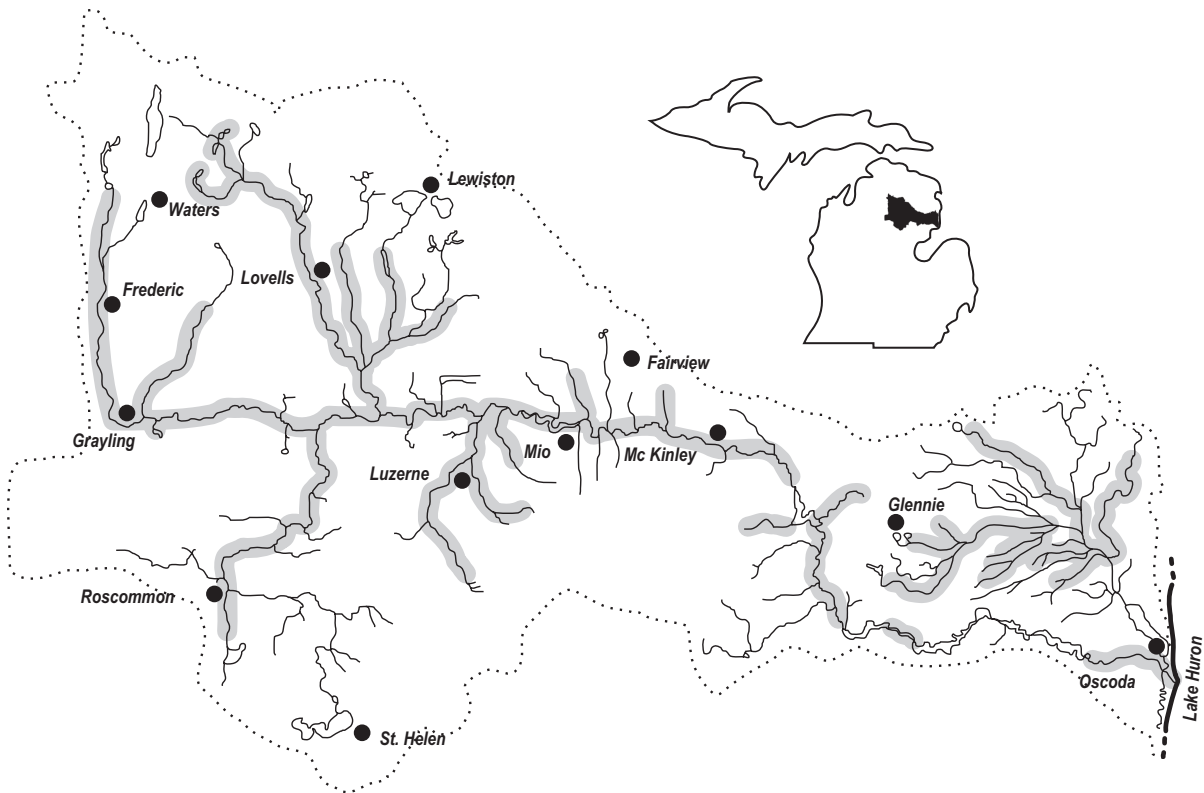 Lewiston
Waters
Lovells
Frederic
Fairview
Grayling
Mio
Mc Kinley
Luzerne
Glennie
Roscommon
Oscoda
Lake Huron
St. Helen